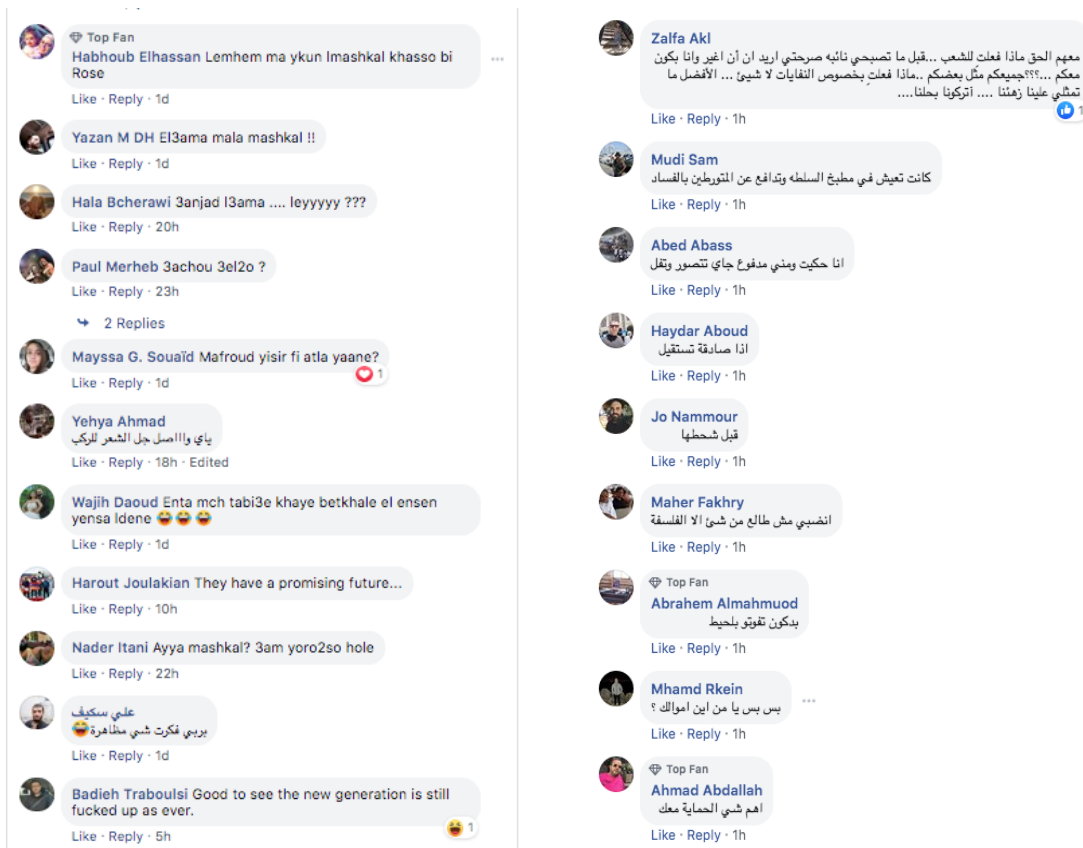 Top Fan
Habhoub Elhassan Lemhem ma ykun lmashkal khasso bi
Rose
Like · Reply · 1d
Yazan M DH El3ama mala mashkal !!
Like · Reply · 1d
Hala Bcherawi 3anjad l3ama .... leyyyyy ???
Like · Reply · 20h
Paul Merheb 3achou 3el2o ?
Like · Reply · 23h
2 Replies
Mayssa G. Souaïd Mafroud yisir fi atla yaane?
1
Like · Reply · 1d
Yehya Ahmad
ياي واااصل جل الشعر للركب
Like · Reply · 18h · Edited
Wajih Daoud Enta mch tabi3e khaye betkhale el ensen
yensa ldene 😂😂😂
Like · Reply · 1d
Harout Joulakian They have a promising future...
Like · Reply · 10h
Nader Itani Ayya mashkal? 3am yoro2so hole
Like · Reply · 22h
علي سكيف
بربي فكرت شي مظاهرة😂
Like · Reply · 1d
Badieh Traboulsi Good to see the new generation is still
fucked up as ever.
1
Like · Reply · 5h
Zalfa Akl
معهم الحق ماذا فعلتِ للشعب ...قبل ما تصبحي نائبه صرحتي اريد ان أن اغير وانا بكون
معكم ...؟؟؟جميعكم مثل بعضكم ..ماذا فعلتِ بخصوص النفايات لا شيئ ... الأفضل ما
تمثلي علينا زهئنا .... أتركونا بحلنا....
1
Like · Reply · 1h
Mudi Sam
كانت تعيش في مطبخ السلطه وتدافع عن المتورطين بالفساد
Like · Reply · 1h
Abed Abass
انا حكيت ومني مدفوع جاي تتصور وتفل
Like · Reply · 1h
Haydar Aboud
اذا صادقة تستقيل
Like · Reply · 1h
Jo Nammour
قبل شحطها
Like · Reply · 1h
Maher Fakhry
انضبي مش طالع من شئ الا الفلسفة
Like · Reply · 1h
Top Fan
Abrahem Almahmuod
بدكون تفوتو بلحيط
Like · Reply · 1h
Mhamd Rkein
بس بس يا من اين اموالك ؟
Like · Reply · 1h
Top Fan
Ahmad Abdallah
اهم شي الحماية معك
Like · Reply · 1h